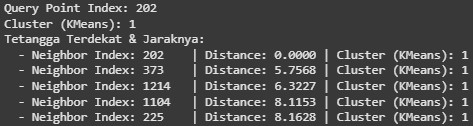 Query Point Index: 202
Cluster (KMeans): 1
Tetangga Terdekat & Jaraknya:
- Neighbor Index: 202 | Distance: 0.0000 | Cluster (KMeans): 1
- Neighbor Index: 373 | Distance: 5.7568 | Cluster (KMeans): 1
- Neighbor Index: 1214 | Distance: 6.3227 | Cluster (KMeans): 1
- Neighbor Index: 1104 | Distance: 8.1153 | Cluster (KMeans): 1
- Neighbor Index: 225 | Distance: 8.1628 | Cluster (KMeans): 1